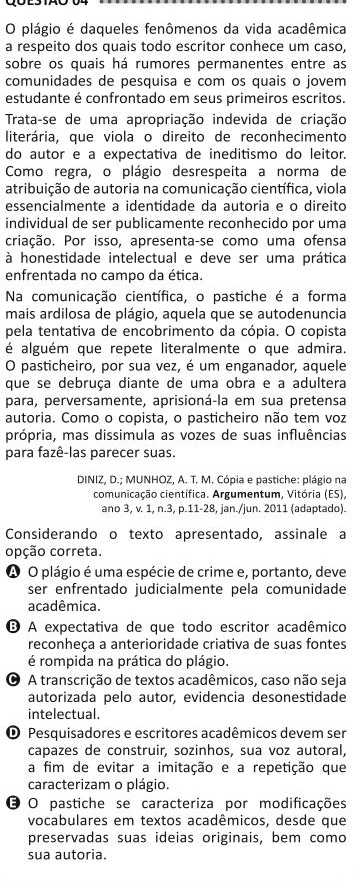 QUESTÃO 04
O plágio é daqueles fenômenos da vida acadêmica
a respeito dos quais todo escritor conhece um caso,
sobre os quais há rumores permanentes entre as
comunidades de pesquisa e com os quais o jovem
estudante é confrontado em seus primeiros escritos.
Trata-se de uma apropriação indevida de criação
literária, que viola o direito de reconhecimento
do autor e a expectativa de ineditismo do leitor.
Como regra, o plágio desrespeita a norma de
atribuição de autoria na comunicação científica, viola
essencialmente a identidade da autoria e o direito
individual de ser publicamente reconhecido por uma
criação. Por isso, apresenta-se como uma ofensa
à honestidade intelectual e deve ser uma prática
enfrentada no campo da ética.
Na comunicação científica, o pastiche é a forma
mais ardilosa de plágio, aquela que se autodenuncia
pela tentativa de encobrimento da cópia. O copista
é alguém que repete literalmente o que admira.
O pasticheiro, por sua vez, é um enganador, aquele
que se debruça diante de uma obra e a adultera
para, perversamente, aprisioná-la em sua pretensa
autoria. Como o copista, o pasticheiro não tem voz
própria, mas dissimula as vozes de suas influências
para fazê-las parecer suas.
DINIZ, D.; MUNHOZ, A. T. M. Cópia e pastiche: plágio na
comunicação científica. Argumentum, Vitória (ES),
ano 3, v. 1, n.3, p.11-28, jan./jun. 2011 (adaptado).
Considerando o texto apresentado, assinale a
opção correta.
A O plágio é uma espécie de crime e, portanto, deve
ser enfrentado judicialmente pela comunidade
acadêmica.
B A expectativa de que todo escritor acadêmico
reconheça a anterioridade criativa de suas fontes
é rompida na prática do plágio.
C A transcrição de textos acadêmicos, caso não seja
autorizada pelo autor, evidencia desonestidade
intelectual.
D Pesquisadores e escritores acadêmicos devem ser
capazes de construir, sozinhos, sua voz autoral,
a fim de evitar a imitação e a repetição que
caracterizam o plágio.
E O pastiche se caracteriza por modificações
vocabulares em textos acadêmicos, desde que
preservadas suas ideias originais, bem como
sua autoria.